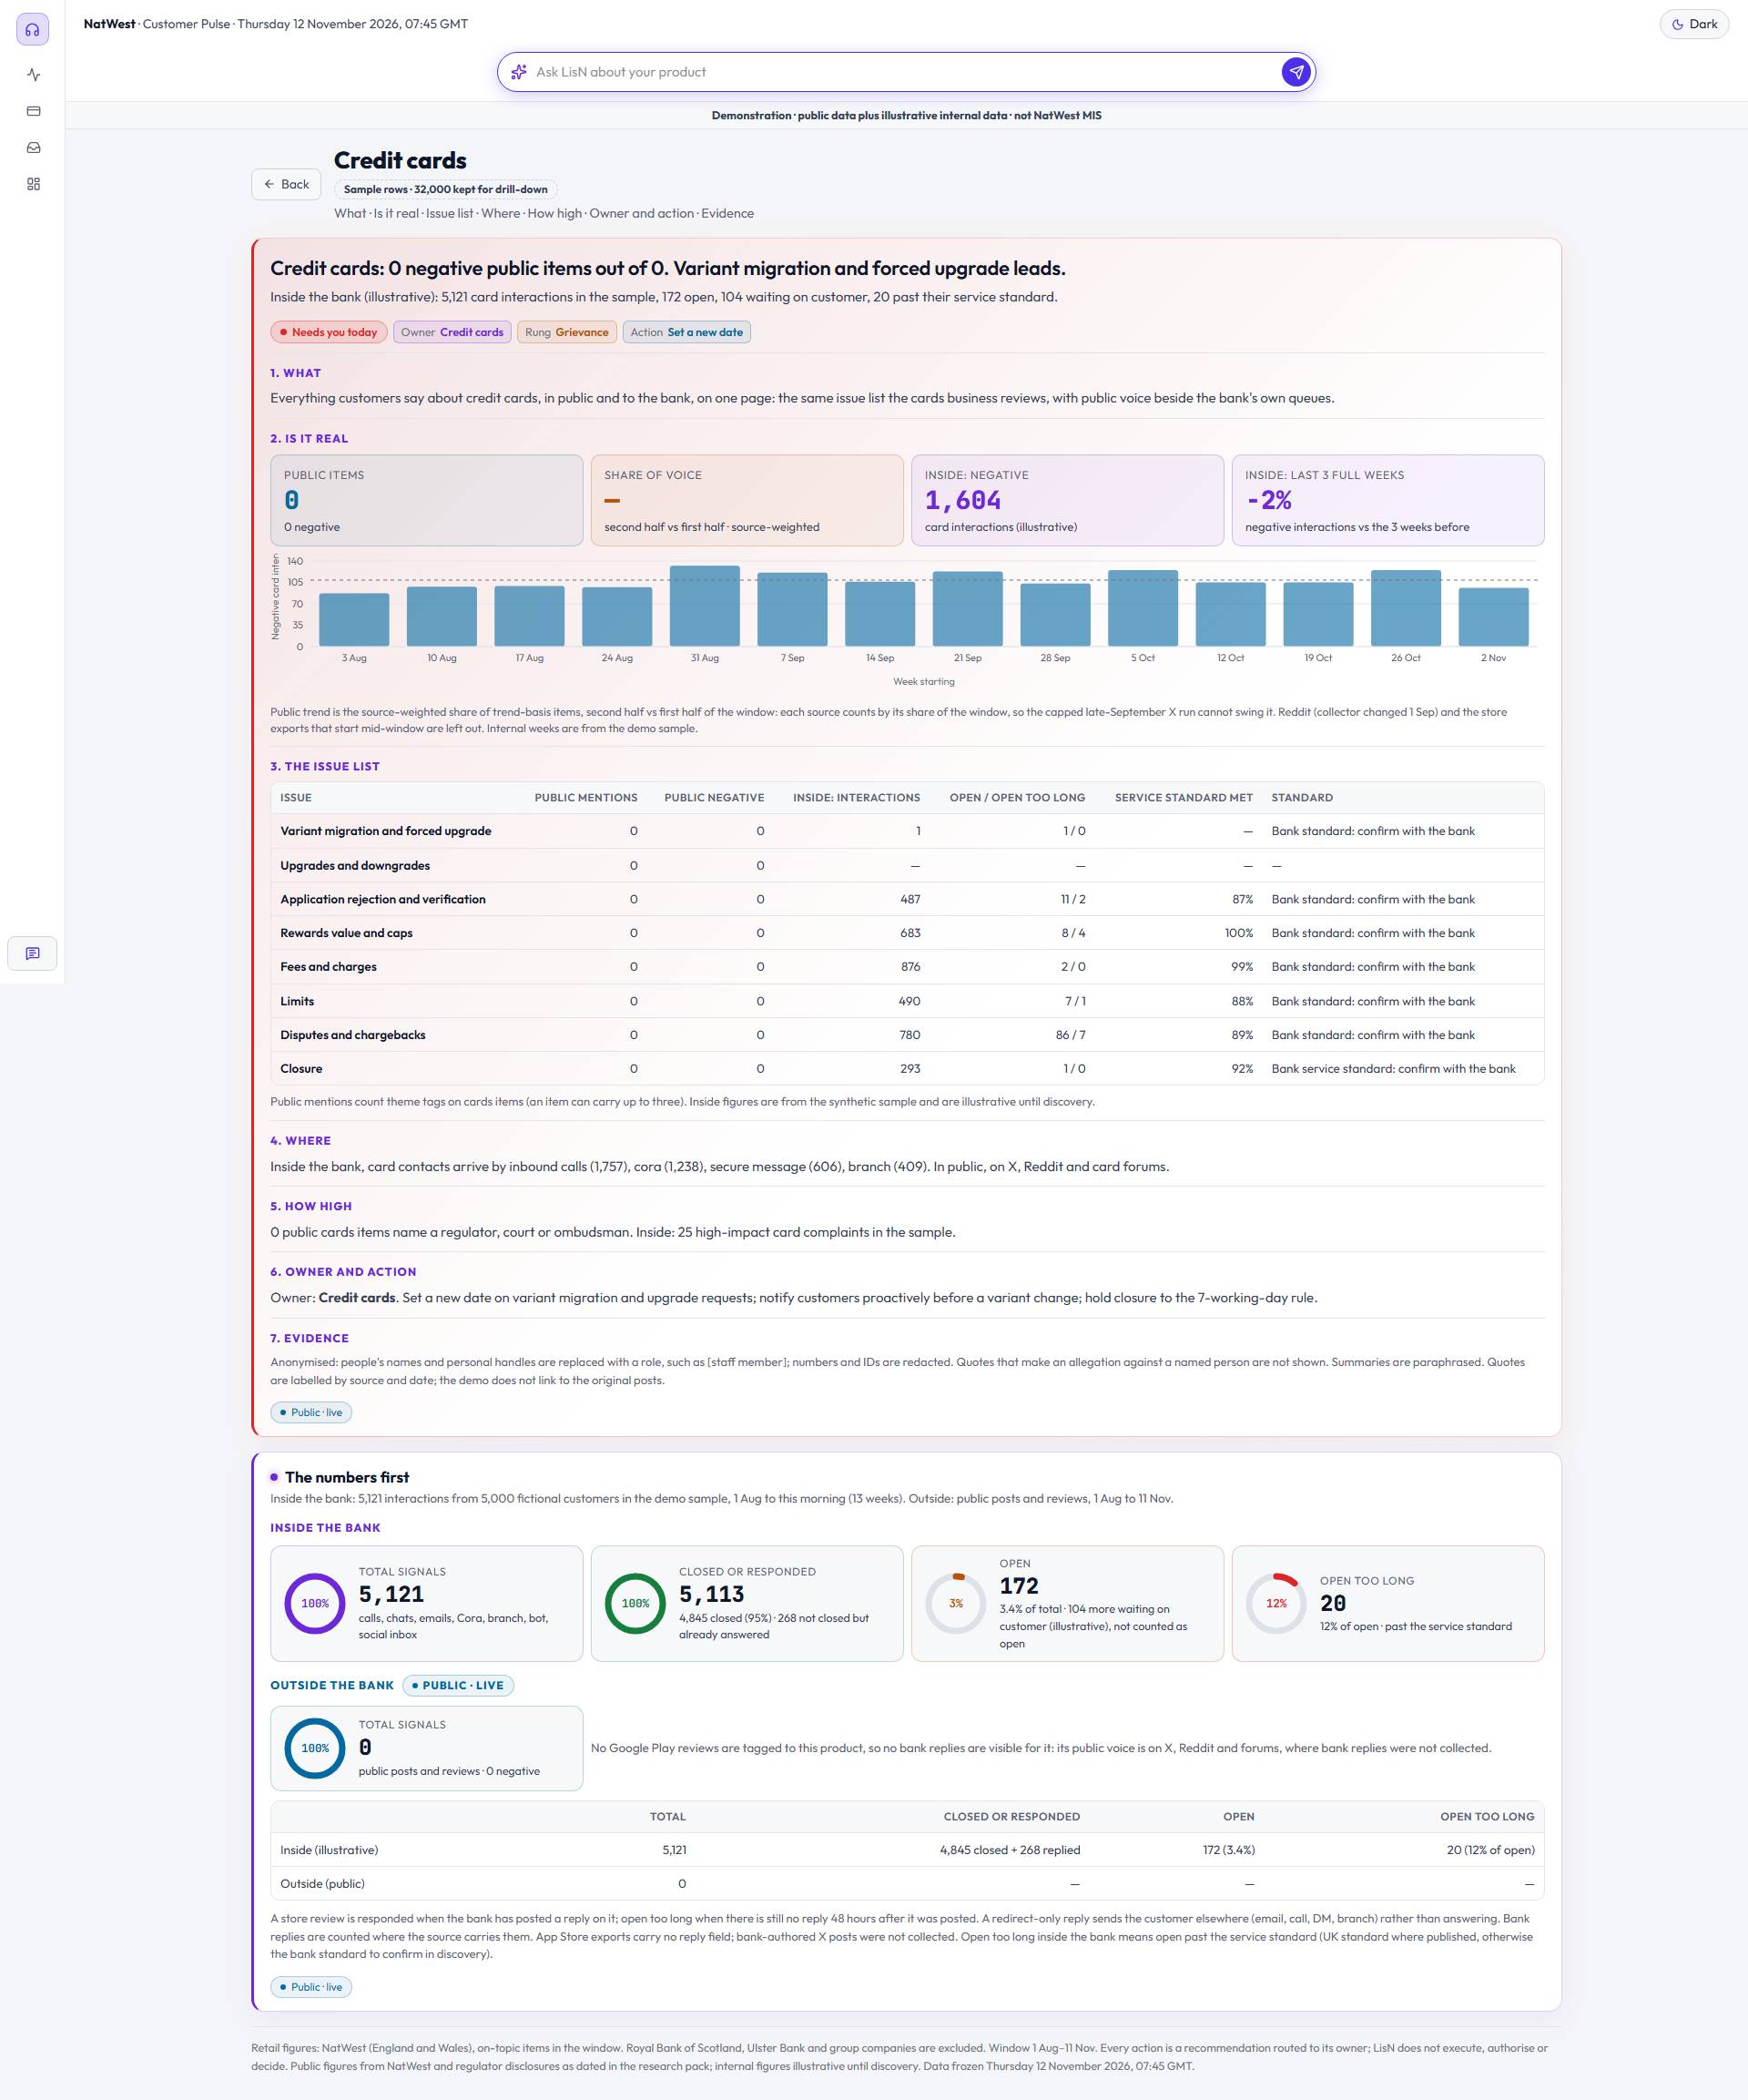 NatWest · Customer Pulse · Thursday 12 November 2026, 07:45 GMT
Dark
Ask LisN about your product
Demonstration · public data plus illustrative internal data · not NatWest MIS
Back
Credit cards
Sample rows · 32,000 kept for drill-down
What · Is it real · Issue list · Where · How high · Owner and action · Evidence
Credit cards: 0 negative public items out of 0. Variant migration and forced upgrade leads.
Inside the bank (illustrative): 5,121 card interactions in the sample, 172 open, 104 waiting on customer, 20 past their service standard.
Needs you today Owner Credit cards Rung Grievance Action Set a new date
1. WHAT
Everything customers say about credit cards, in public and to the bank, on one page: the same issue list the cards business reviews, with public voice beside the bank's own queues.
2. IS IT REAL
PUBLIC ITEMS
0
0 negative
SHARE OF VOICE
—
second half vs first half · source-weighted
INSIDE: NEGATIVE
1,604
card interactions (illustrative)
INSIDE: LAST 3 FULL WEEKS
-2%
negative interactions vs the 3 weeks before
Negative card inter
140
105
70
35
0
3 Aug 10 Aug 17 Aug 24 Aug 31 Aug 7 Sep 14 Sep 21 Sep 28 Sep 5 Oct 12 Oct 19 Oct 26 Oct 2 Nov
Week starting
Public trend is the source-weighted share of trend-basis items, second half vs first half of the window: each source counts by its share of the window, so the capped late-September X run cannot swing it. Reddit (collector changed 1 Sep) and the store
exports that start mid-window are left out. Internal weeks are from the demo sample.
3. THE ISSUE LIST
ISSUE PUBLIC MENTIONS PUBLIC NEGATIVE INSIDE: INTERACTIONS OPEN / OPEN TOO LONG SERVICE STANDARD MET STANDARD
Variant migration and forced upgrade 0 0 1 1 / 0 — Bank standard: confirm with the bank
Upgrades and downgrades 0 0 — — — —
Application rejection and verification 0 0 487 11 / 2 87% Bank standard: confirm with the bank
Rewards value and caps 0 0 683 8 / 4 100% Bank standard: confirm with the bank
Fees and charges 0 0 876 2 / 0 99% Bank standard: confirm with the bank
Limits 0 0 490 7 / 1 88% Bank standard: confirm with the bank
Disputes and chargebacks 0 0 780 86 / 7 89% Bank standard: confirm with the bank
Closure 0 0 293 1 / 0 92% Bank service standard: confirm with the bank
Public mentions count theme tags on cards items (an item can carry up to three). Inside figures are from the synthetic sample and are illustrative until discovery.
4. WHERE
Inside the bank, card contacts arrive by inbound calls (1,757), cora (1,238), secure message (606), branch (409). In public, on X, Reddit and card forums.
5. HOW HIGH
0 public cards items name a regulator, court or ombudsman. Inside: 25 high-impact card complaints in the sample.
6. OWNER AND ACTION
Owner: Credit cards. Set a new date on variant migration and upgrade requests; notify customers proactively before a variant change; hold closure to the 7-working-day rule.
7. EVIDENCE
Anonymised: people's names and personal handles are replaced with a role, such as [staff member]; numbers and IDs are redacted. Quotes that make an allegation against a named person are not shown. Summaries are paraphrased. Quotes
are labelled by source and date; the demo does not link to the original posts.
Public · live
The numbers first
Inside the bank: 5,121 interactions from 5,000 fictional customers in the demo sample, 1 Aug to this morning (13 weeks). Outside: public posts and reviews, 1 Aug to 11 Nov.
INSIDE THE BANK
100%
TOTAL SIGNALS
5,121
calls, chats, emails, Cora, branch, bot,
social inbox
100%
CLOSED OR RESPONDED
5,113
4,845 closed (95%) · 268 not closed but
already answered
3%
OPEN
172
3.4% of total · 104 more waiting on
customer (illustrative), not counted as
open
12%
OPEN TOO LONG
20
12% of open · past the service standard
OUTSIDE THE BANK PUBLIC · LIVE
100%
TOTAL SIGNALS
0
public posts and reviews · 0 negative
No Google Play reviews are tagged to this product, so no bank replies are visible for it: its public voice is on X, Reddit and forums, where bank replies were not collected.
TOTAL CLOSED OR RESPONDED OPEN OPEN TOO LONG
Inside (illustrative) 5,121 4,845 closed + 268 replied 172 (3.4%) 20 (12% of open)
Outside (public) 0 — — —
A store review is responded when the bank has posted a reply on it; open too long when there is still no reply 48 hours after it was posted. A redirect-only reply sends the customer elsewhere (email, call, DM, branch) rather than answering. Bank
replies are counted where the source carries them. App Store exports carry no reply field; bank-authored X posts were not collected. Open too long inside the bank means open past the service standard (UK standard where published, otherwise
the bank standard to confirm in discovery).
Public · live
Retail figures: NatWest (England and Wales), on-topic items in the window. Royal Bank of Scotland, Ulster Bank and group companies are excluded. Window 1 Aug–11 Nov. Every action is a recommendation routed to its owner; LisN does not execute, authorise or
decide. Public figures from NatWest and regulator disclosures as dated in the research pack; internal figures illustrative until discovery. Data frozen Thursday 12 November 2026, 07:45 GMT.